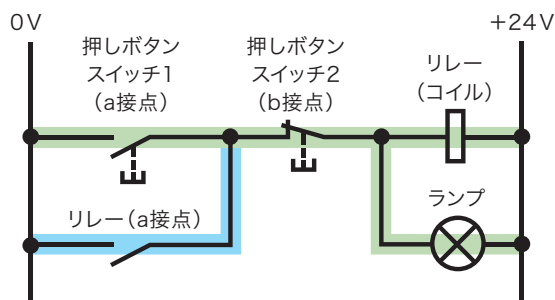 0V
+24V
押しボタン
スイッチ1
（a接点）
押しボタン
スイッチ2
（b接点）
リレー
（コイル）
ランプ
リレー（a接点）